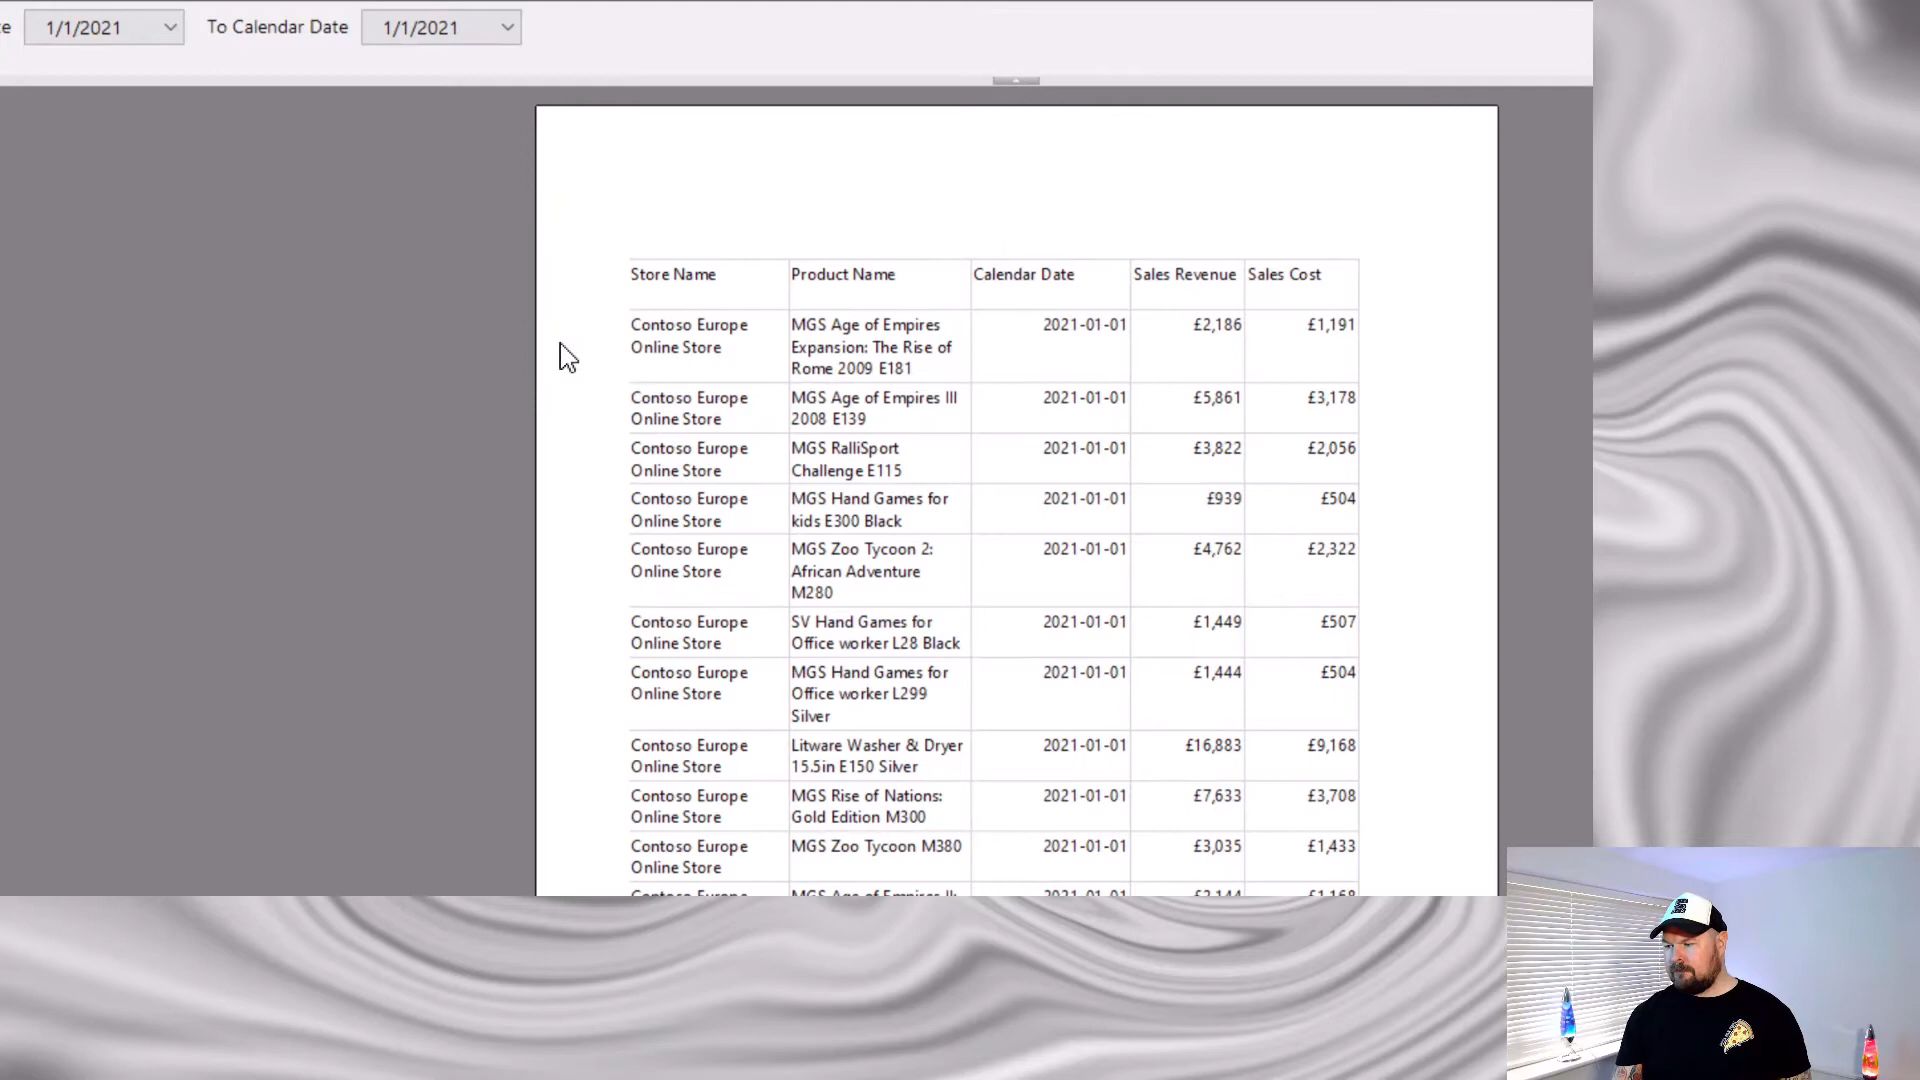 1/1/2021 To Calendar Date 1/1/2021
Store Name Product Name Calendar Date Sales Revenue Sales Cost
Contoso Europe MGS Age of Empires 2021-01-01 £2,186 £1,191
Online Store Expansion: The Rise of
Rome 2009 E181
Contoso Europe MGS Age of Empires III 2021-01-01 £5,861 £3,178
Online Store 2008 E139
Contoso Europe MGS RalliSport 2021-01-01 £3,822 £2,056
Online Store Challenge E115
Contoso Europe MGS Hand Games for 2021-01-01 £939 £504
Online Store kids E300 Black
Contoso Europe MGS Zoo Tycoon 2: 2021-01-01 £4,762 £2,322
Online Store African Adventure
M280
Contoso Europe SV Hand Games for 2021-01-01 £1,449 £507
Online Store Office worker L28 Black
Contoso Europe MGS Hand Games for 2021-01-01 £1,444 £504
Online Store Office worker L299
Silver
Contoso Europe Litware Washer & Dryer 2021-01-01 £16,883 £9,168
Online Store 15.5in E150 Silver
Contoso Europe MGS Rise of Nations: 2021-01-01 £7,633 £3,708
Online Store Gold Edition M300
Contoso Europe MGS Zoo Tycoon M380 2021-01-01 £3,035 £1,433
Online Store